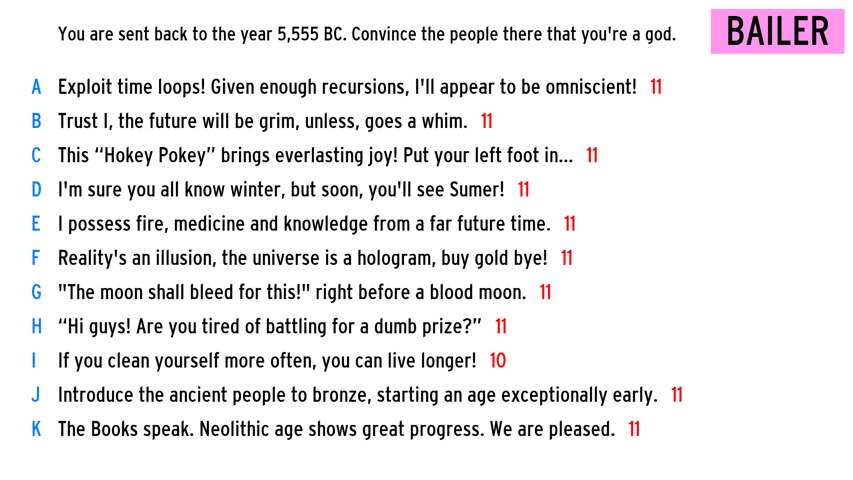 You are sent back to the year 5,555 BC. Convince the people there that you're a god.
BAILER
A Exploit time loops! Given enough recursions, I'll appear to be omniscient! 11
B Trust I, the future will be grim, unless, goes a whim. 11
C This “Hokey Pokey” brings everlasting joy! Put your left foot in... 11
D I'm sure you all know winter, but soon, you'll see Sumer! 11
E I possess fire, medicine and knowledge from a far future time. 11
F Reality's an illusion, the universe is a hologram, buy gold bye! 11
G "The moon shall bleed for this!" right before a blood moon. 11
H “Hi guys! Are you tired of battling for a dumb prize?” 11
I If you clean yourself more often, you can live longer! 10
J Introduce the ancient people to bronze, starting an age exceptionally early. 11
K The Books speak. Neolithic age shows great progress. We are pleased. 11